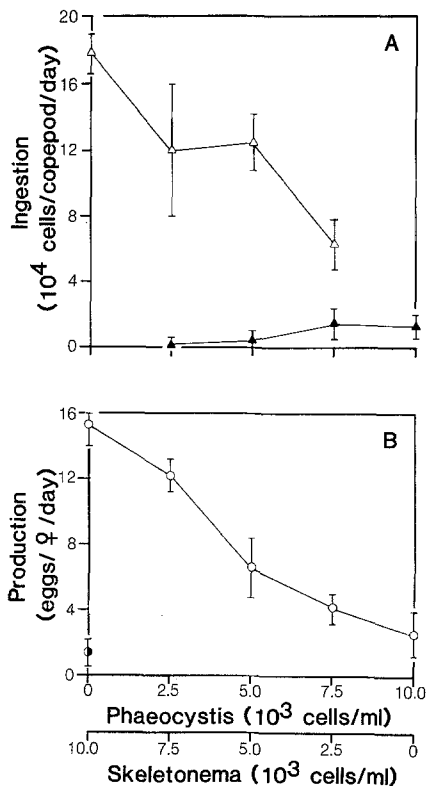 A
20
16
12
8
4
0
Ingestion
(10⁴ cells/copepod/day)
B
16
12
8
4
0
Production
(eggs/♀/day)
0 2.5 5.0 7.5 10.0
Phaeocystis (10³ cells/ml)
10.0 7.5 5.0 2.5 0
Skeletonema (10³ cells/ml)